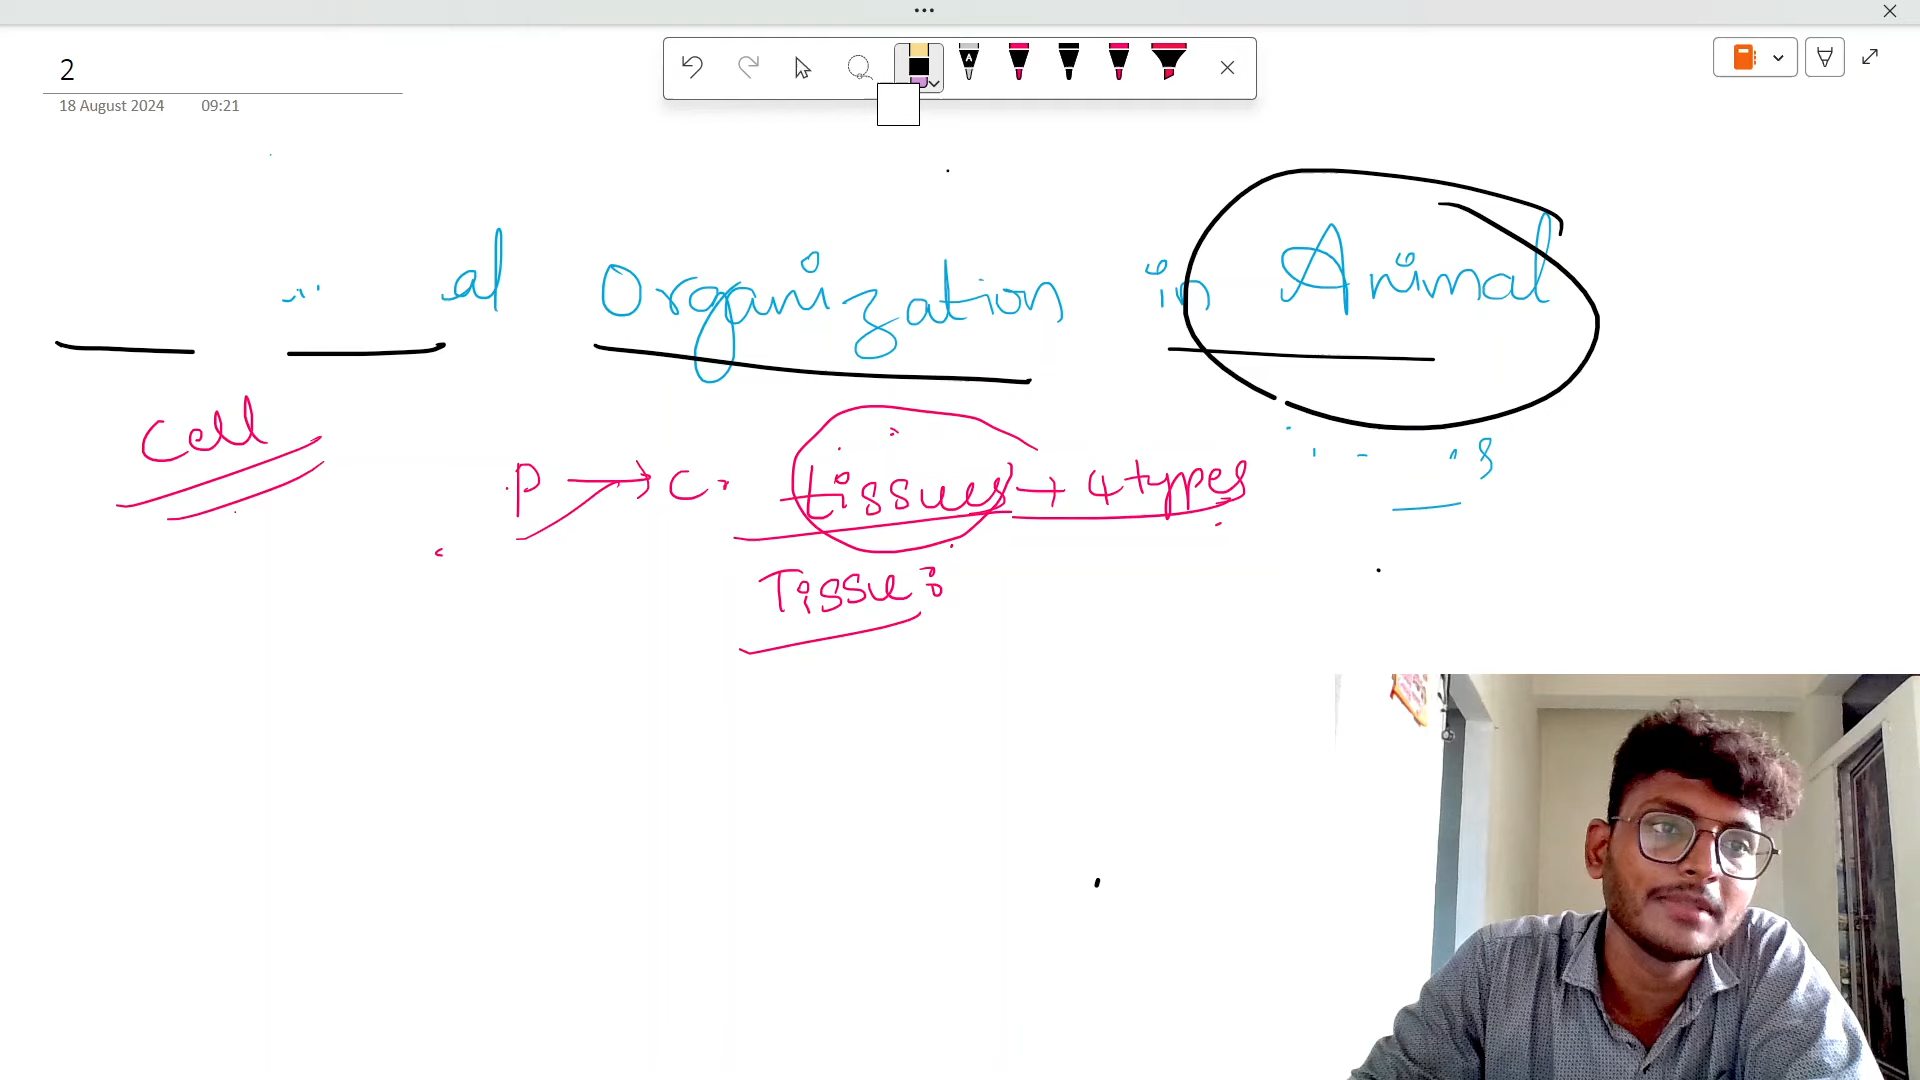 2
18 August 2024 09:21
al Organization in Animal
Cell
P → C. tissues → 4 types
Tissue: